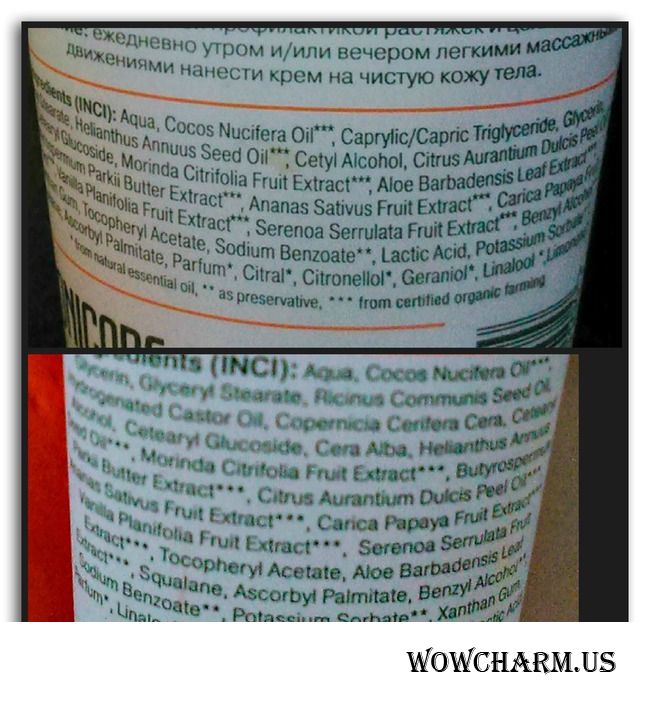 профилактикой растяжек и
ежедневно утром и/или вечером легкими
движениями нанести крем на чистую кожу тела.
(INCI): Aqua, Cocos Nucifera Oil***, Caprylic/Capric Triglyceride, Glycerin,
Helianthus Annuus Seed Oil***, Cetyl Alcohol, Citrus Aurantium Dulcis Peel
Glucoside, Morinda Citrifolia Fruit Extract***, Aloe Barbadensis Leaf Extract***,
Parkii Butter Extract***, Ananas Sativus Fruit Extract***, Carica Papaya
Vanilla Planifolia Fruit Extract***, Serenoa Serrulata Fruit Extract***, Benzyl
Gum, Tocopheryl Acetate, Sodium Benzoate**, Lactic Acid, Potassium Sorbate
Ascorbyl Palmitate, Parfum*, Citral*, Citronellol*, Geraniol*, Linalool *
* from natural essential oil, ** as preservative, *** from certified organic farming
(INCI): Aqua, Cocos Nucifera Oil***,
Glycerin, Glyceryl Stearate, Ricinus Communis Seed Oil,
Hydrogenated Castor Oil, Copernicia Cerifera Cera,
Alcohol, Cetearyl Glucoside, Cera Alba, Helianthus Annuus
Oil***, Morinda Citrifolia Fruit Extract***,
Butter Extract***, Citrus Aurantium Dulcis Peel Oil***,
Ananas Sativus Fruit Extract***, Carica Papaya Fruit Extract
Vanilla Planifolia Fruit Extract***, Serenoa Serrulata Fruit
Extract***, Tocopheryl Acetate, Aloe Barbadensis Leaf
Extract***, Squalane, Ascorbyl Palmitate, Benzyl Alcohol
Sodium Benzoate**, Potassium Sorbate**, Xanthan Gum,
Parfum*,
WOWCHARM.US